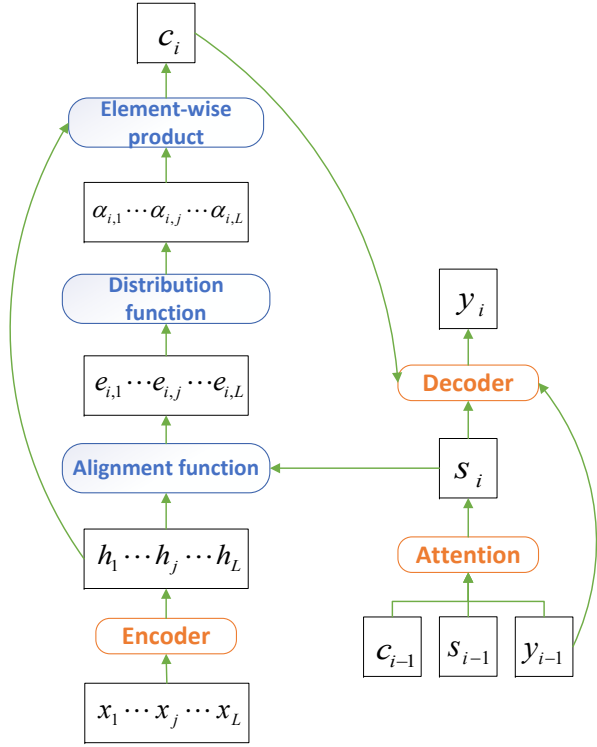 c_i
Element-wise
product
α_{i,1} ⋯ α_{i,j} ⋯ α_{i,L}
Distribution
function
e_{i,1} ⋯ e_{i,j} ⋯ e_{i,L}
Alignment function
h_1 ⋯ h_j ⋯ h_L
Encoder
x_1 ⋯ x_j ⋯ x_L
y_i
Decoder
s_i
Attention
c_{i−1} s_{i−1} y_{i−1}